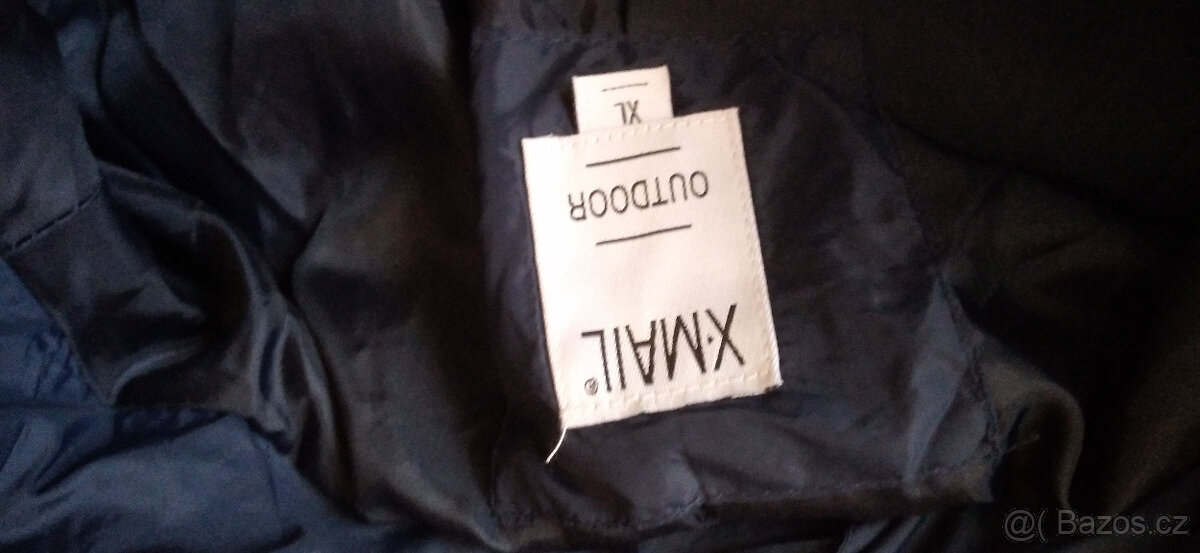 X·MAIL®
OUTDOOR
XL
@( Bazos.cz